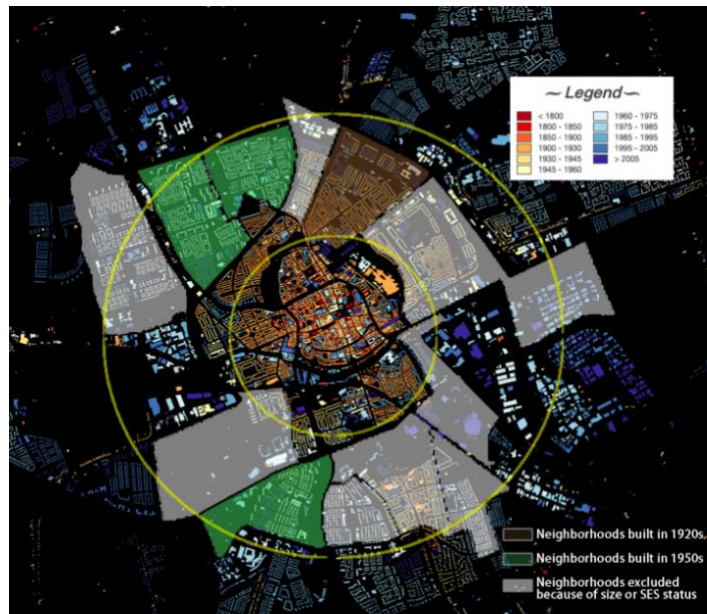 ~ Legend ~
< 1800
1800 - 1850
1850 - 1900
1900 - 1930
1930 - 1945
1945 - 1960
1960 - 1975
1975 - 1985
1985 - 1995
1995 - 2005
> 2005
Neighborhoods built in 1920s,
Neighborhoods built in 1950s
Neighborhoods excluded
because of size or SES status